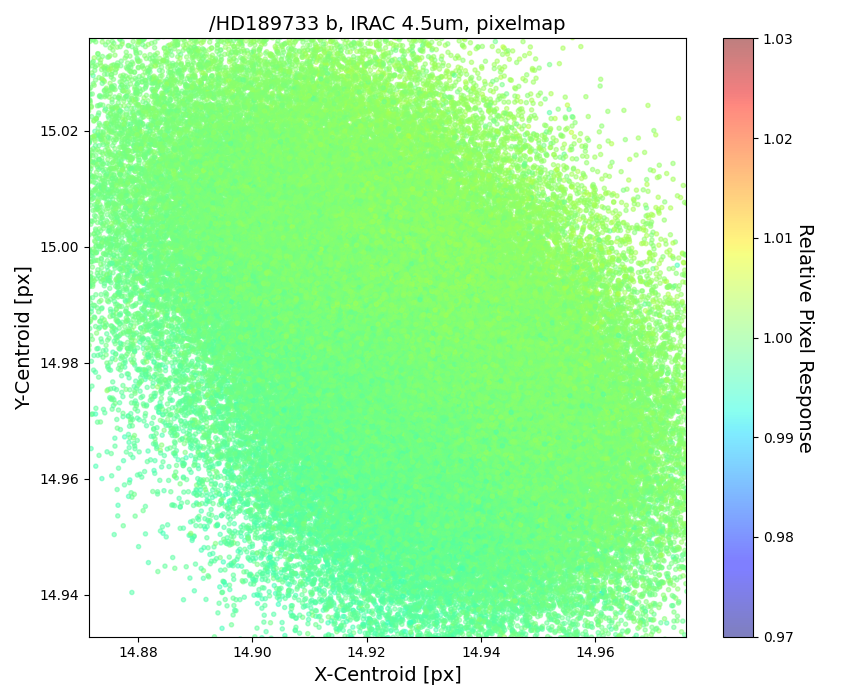 /HD189733 b, IRAC 4.5um, pixelmap
15.02
15.00
14.98
14.96
14.94
Y-Centroid [px]
14.88 14.90 14.92 14.94 14.96
X-Centroid [px]
1.03
1.02
1.01
1.00
0.99
0.98
0.97
Relative Pixel Response